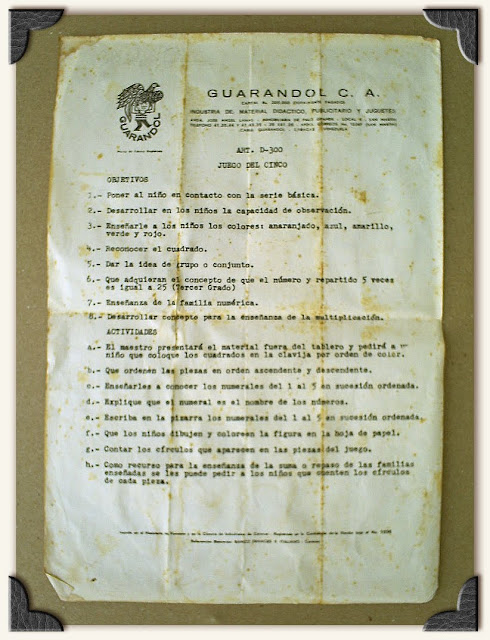 GUARANDOL C. A.
CAPITAL Bs. 200.000 ENTERAMENTE PAGADOS
INDUSTRIA DE MATERIAL DIDACTICO, PUBLICITARIO Y JUGUETES
GUARANDOL
ART. D-300
JUEGO DEL CINCO
OBJETIVOS
1.- Poner al niño en contacto con la serie básica.
2.- Desarrollar en los niños la capacidad de observación.
3.- Enseñarle a los niños los colores: anaranjado, azul, amarillo,
verde y rojo.
4.- Reconocer el cuadrado.
5.- Dar la idea de grupo o conjunto.
6.- Que adquieran el concepto de que el número y repartido 5 veces
es igual a 25 (Tercer Grado)
7.- Enseñanza de la familia numérica.
8.- Desarrollar concepto para la enseñanza de la multiplicación.
ACTIVIDADES
a.- El maestro presentará el material fuera del tablero y pedirá a
niño que coloque los cuadrados en la clavija por orden de color.
b.- Que ordenen las piezas en orden ascendente y descendente.
c.- Enseñarles a conocer los numerales del 1 al 5 en sucesión ordenada.
d.- Explique que el numeral es el nombre de los números.
e.- Escriba en la pizarra los numerales del 1 al 5 en sucesión ordenada.
f.- Que los niños dibujen y coloreen la figura en la hoja de papel.
g.- Contar los círculos que aparecen en las piezas del juego.
h.- Como recurso para la enseñanza de la suma o repaso de las familias
enseñadas se les puede pedir a los niños que cuenten los círculos
de cada pieza.